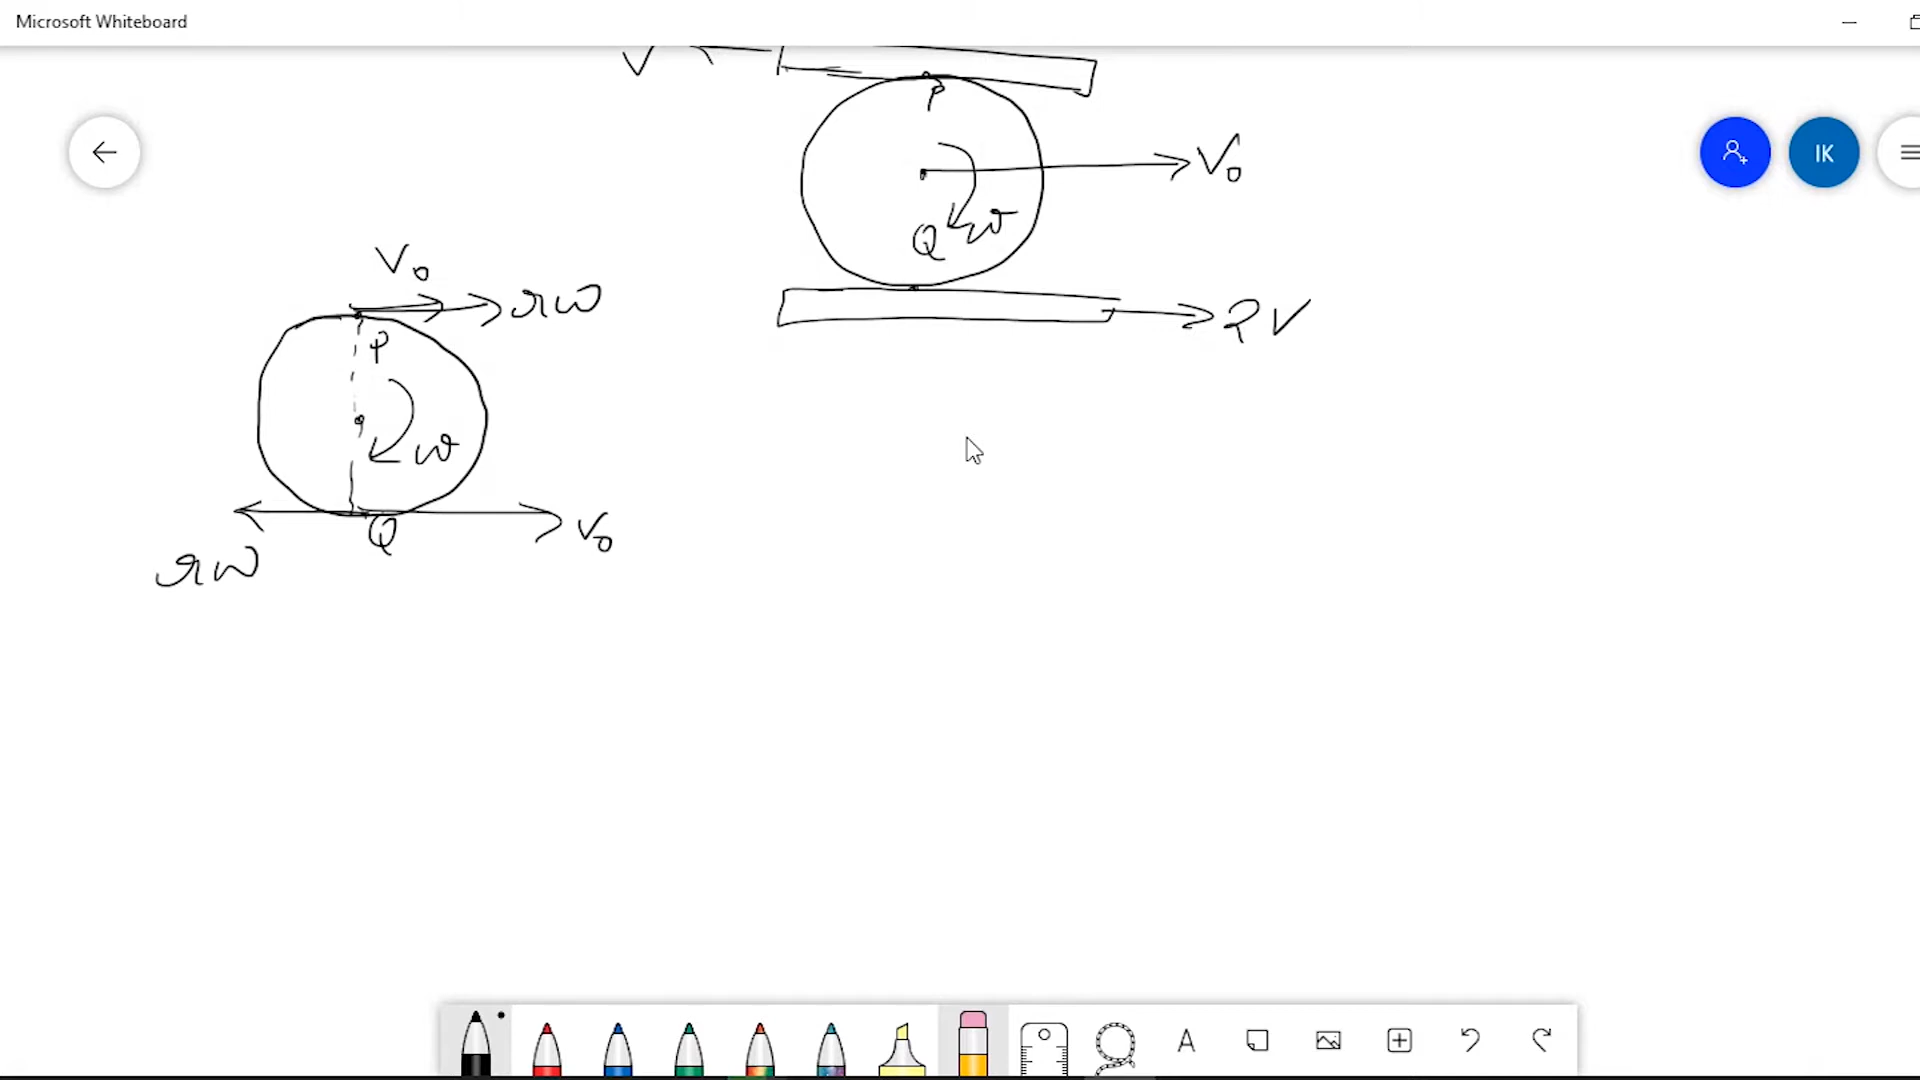 Microsoft Whiteboard
V
P
V₀
Q ω
2V
IK
V₀
rω
P
ω
Q
V₀
rω
A